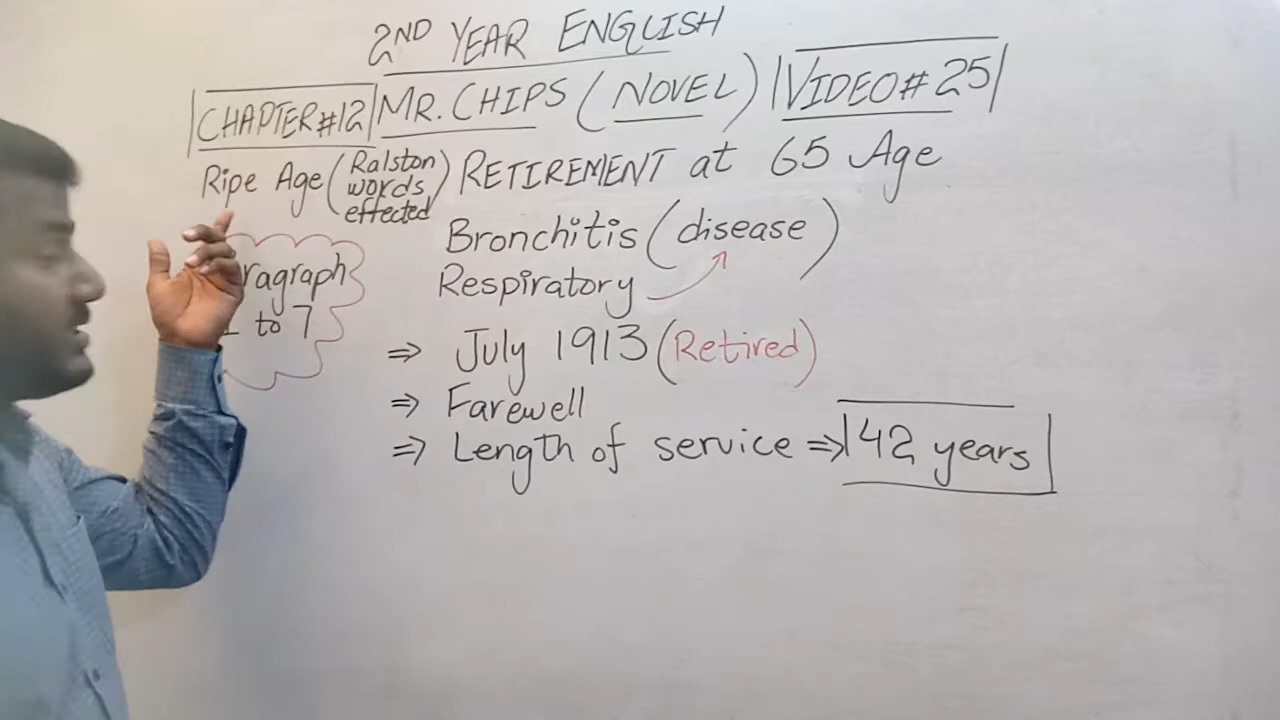 2ND YEAR ENGLISH
CHAPTER#12 MR. CHIPS (NOVEL) VIDEO# 25
Ripe Age (Ralston words effected) RETIREMENT at 65 Age
Bronchitis (disease)
Respiratory
ragraph
to 7
⇒ July 1913 (Retired)
⇒ Farewell
⇒ Length of service ⇒ 42 years